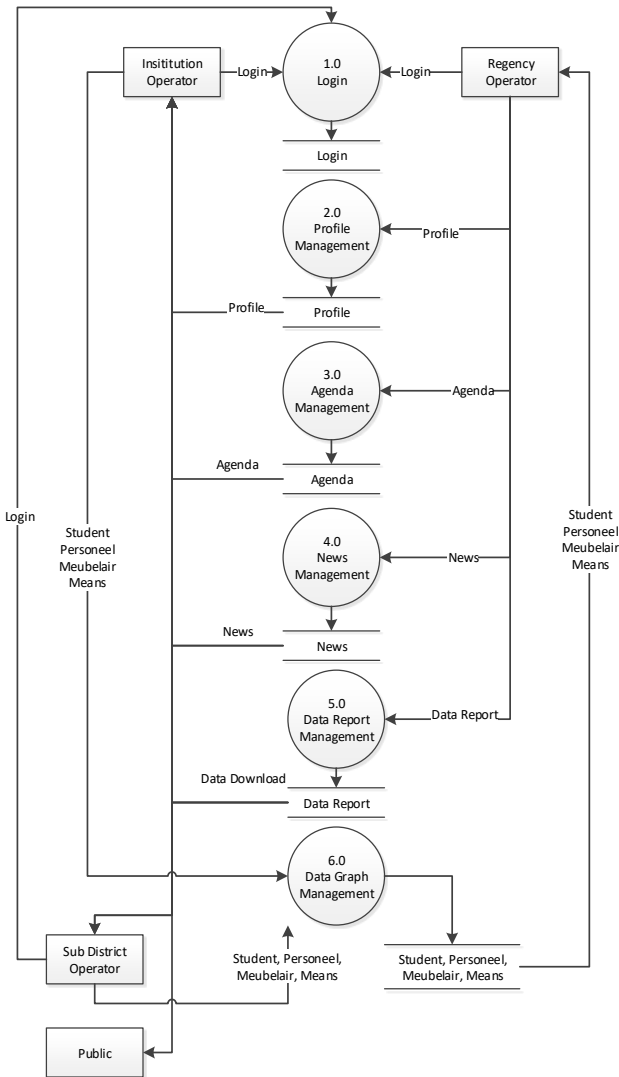 Insititution
Operator
Login
1.0
Login
Login
Regency
Operator
Login
2.0
Profile
Management
Profile
Profile
Profile
3.0
Agenda
Management
Agenda
Agenda
Agenda
Login
Student
Personeel
Meubelair
Means
4.0
News
Management
News
Student
Personeel
Meubelair
Means
News
News
5.0
Data Report
Management
Data Report
Data Download
Data Report
6.0
Data Graph
Management
Sub District
Operator
Student, Personeel,
Meubelair, Means
Student, Personeel,
Meubelair, Means
Public